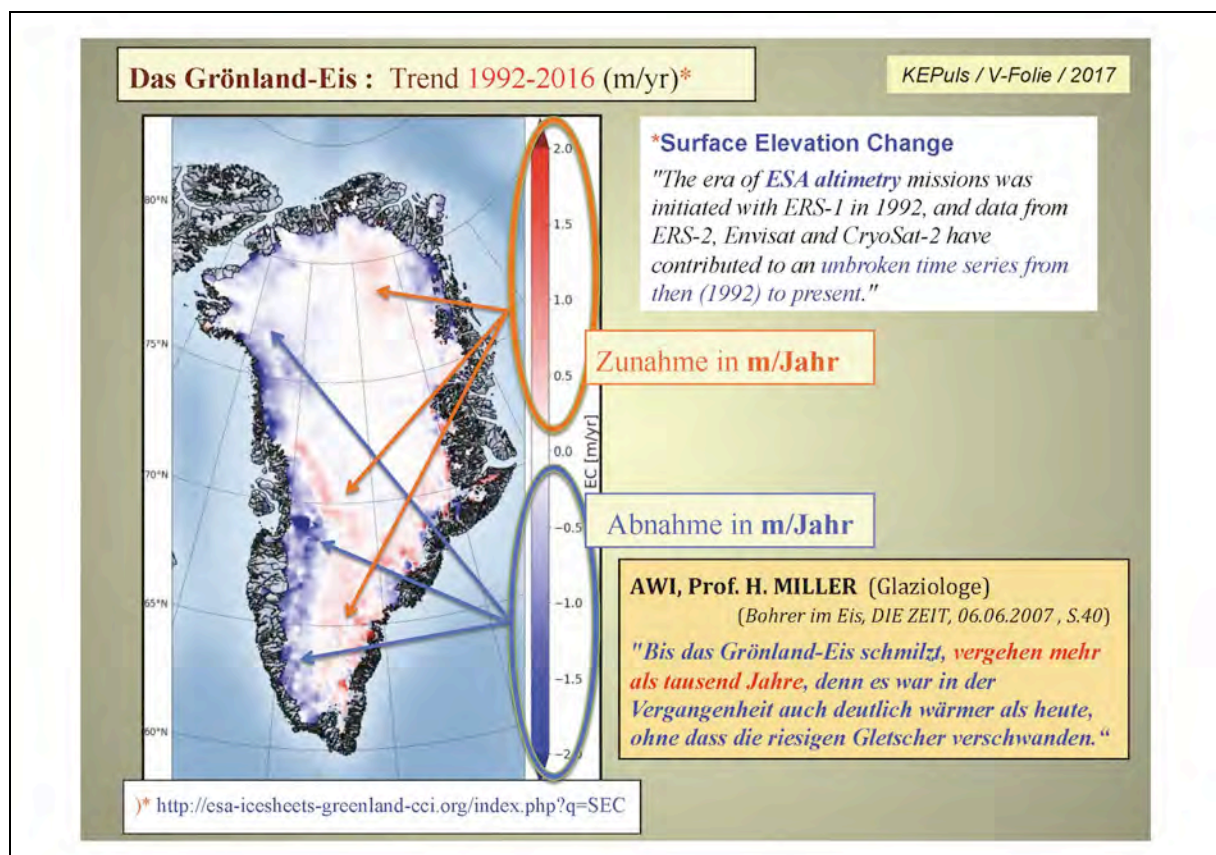 Das Grönland-Eis : Trend 1992-2016 (m/yr)*
KEPuls / V-Folie / 2017
*Surface Elevation Change
"The era of ESA altimetry missions was
initiated with ERS-1 in 1992, and data from
ERS-2, Envisat and CryoSat-2 have
contributed to an unbroken time series from
then (1992) to present."
80°N
75°N
70°N
65°N
60°N
2.0
1.5
1.0
0.5
0.0
−0.5
−1.0
−1.5
−2.0
EC [m/yr]
Zunahme in m/Jahr
Abnahme in m/Jahr
AWI, Prof. H. MILLER (Glaziologe)
(Bohrer im Eis, DIE ZEIT, 06.06.2007 , S.40)
"Bis das Grönland-Eis schmilzt, vergehen mehr
als tausend Jahre, denn es war in der
Vergangenheit auch deutlich wärmer als heute,
ohne dass die riesigen Gletscher verschwanden.“
)* http://esa-icesheets-greenland-cci.org/index.php?q=SEC